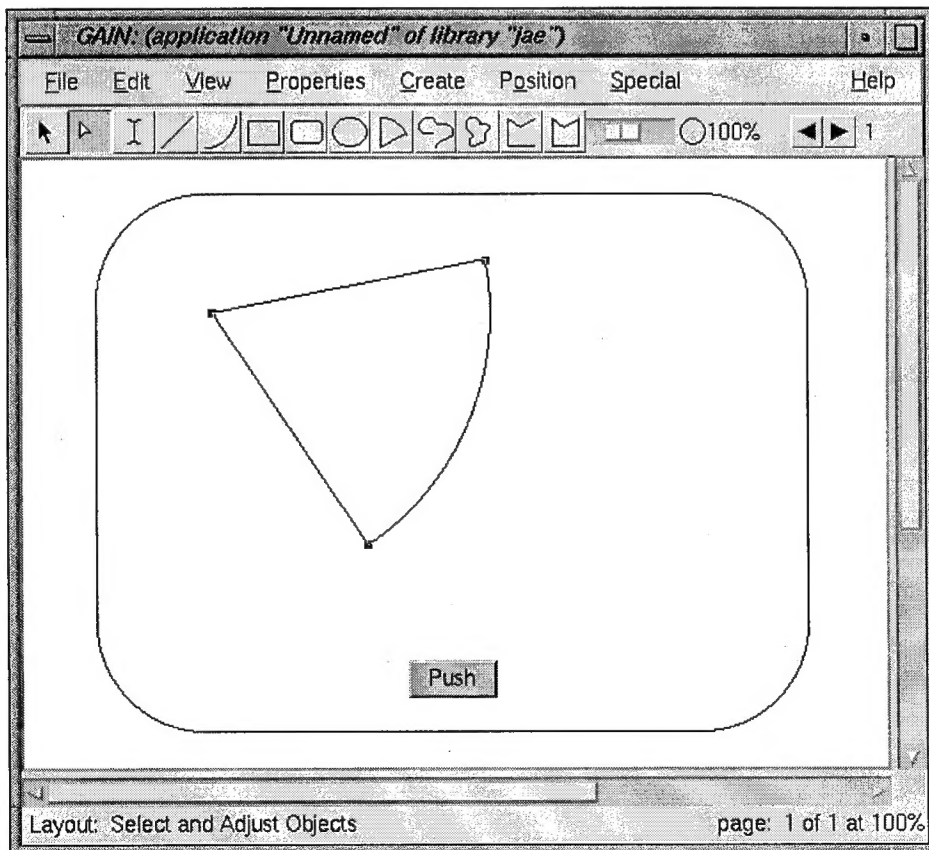 GAIN: (application "Unnamed" of library "jae")
File Edit View Properties Create Position Special Help
100% 1
Push
Layout: Select and Adjust Objects page: 1 of 1 at 100%